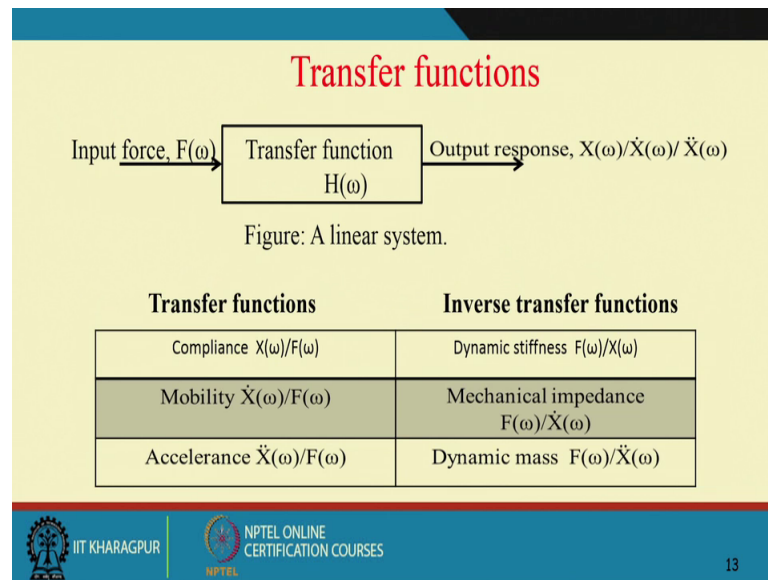 Transfer functions
Input force, F(ω)
Transfer function
H(ω)
Output response, X(ω)/Ẋ(ω)/ Ẍ(ω)
Figure: A linear system.
Transfer functions
Inverse transfer functions
Compliance X(ω)/F(ω)
Dynamic stiffness F(ω)/X(ω)
Mobility Ẋ(ω)/F(ω)
Mechanical impedance
F(ω)/Ẋ(ω)
Accelerance Ẍ(ω)/F(ω)
Dynamic mass F(ω)/Ẍ(ω)
IIT KHARAGPUR
NPTEL
NPTEL ONLINE
CERTIFICATION COURSES
13